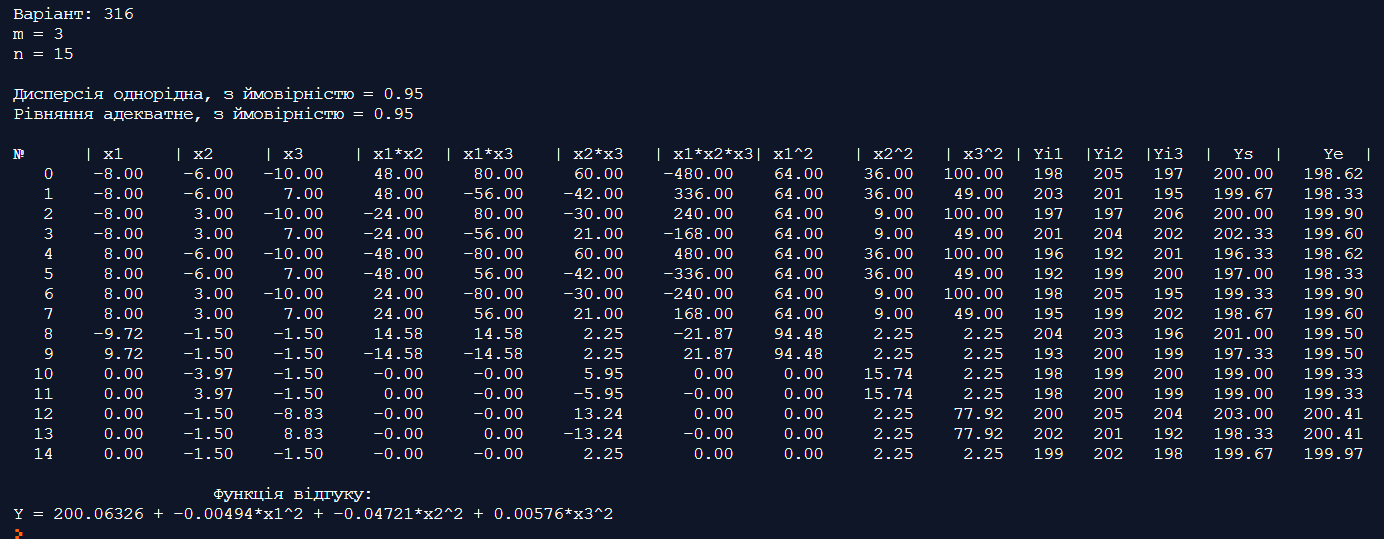 Варіант: 316
m = 3
n = 15
Дисперсія однорідна, з ймовірністю = 0.95
Рівняння адекватне, з ймовірністю = 0.95
№ | x1 | x2 | x3 | x1*x2 | x1*x3 | x2*x3 | x1*x2*x3| x1^2 | x2^2 | x3^2 | Yi1 |Yi2 |Yi3 | Ys | Ye |
0 -8.00 -6.00 -10.00 48.00 80.00 60.00 -480.00 64.00 36.00 100.00 198 205 197 200.00 198.62
1 -8.00 -6.00 7.00 48.00 -56.00 -42.00 336.00 64.00 36.00 49.00 203 201 195 199.67 198.33
2 -8.00 3.00 -10.00 -24.00 80.00 -30.00 240.00 64.00 9.00 100.00 197 197 206 200.00 199.90
3 -8.00 3.00 7.00 -24.00 -56.00 21.00 -168.00 64.00 9.00 49.00 201 204 202 202.33 199.60
4 8.00 -6.00 -10.00 -48.00 -80.00 60.00 480.00 64.00 36.00 100.00 196 192 201 196.33 198.62
5 8.00 -6.00 7.00 -48.00 56.00 -42.00 -336.00 64.00 36.00 49.00 192 199 200 197.00 198.33
6 8.00 3.00 -10.00 24.00 -80.00 -30.00 -240.00 64.00 9.00 100.00 198 205 195 199.33 199.90
7 8.00 3.00 7.00 24.00 56.00 21.00 168.00 64.00 9.00 49.00 195 199 202 198.67 199.60
8 -9.72 -1.50 -1.50 14.58 14.58 2.25 -21.87 94.48 2.25 2.25 204 203 196 201.00 199.50
9 9.72 -1.50 -1.50 -14.58 -14.58 2.25 21.87 94.48 2.25 2.25 193 200 199 197.33 199.50
10 0.00 -3.97 -1.50 -0.00 -0.00 5.95 0.00 0.00 15.74 2.25 198 199 200 199.00 199.33
11 0.00 3.97 -1.50 0.00 -0.00 -5.95 -0.00 0.00 15.74 2.25 198 200 199 199.00 199.33
12 0.00 -1.50 -8.83 -0.00 -0.00 13.24 0.00 0.00 2.25 77.92 200 205 204 203.00 200.41
13 0.00 -1.50 8.83 -0.00 0.00 -13.24 -0.00 0.00 2.25 77.92 202 201 192 198.33 200.41
14 0.00 -1.50 -1.50 -0.00 -0.00 2.25 0.00 0.00 2.25 2.25 199 202 198 199.67 199.97
Функція відгуку:
Y = 200.06326 + -0.00494*x1^2 + -0.04721*x2^2 + 0.00576*x3^2